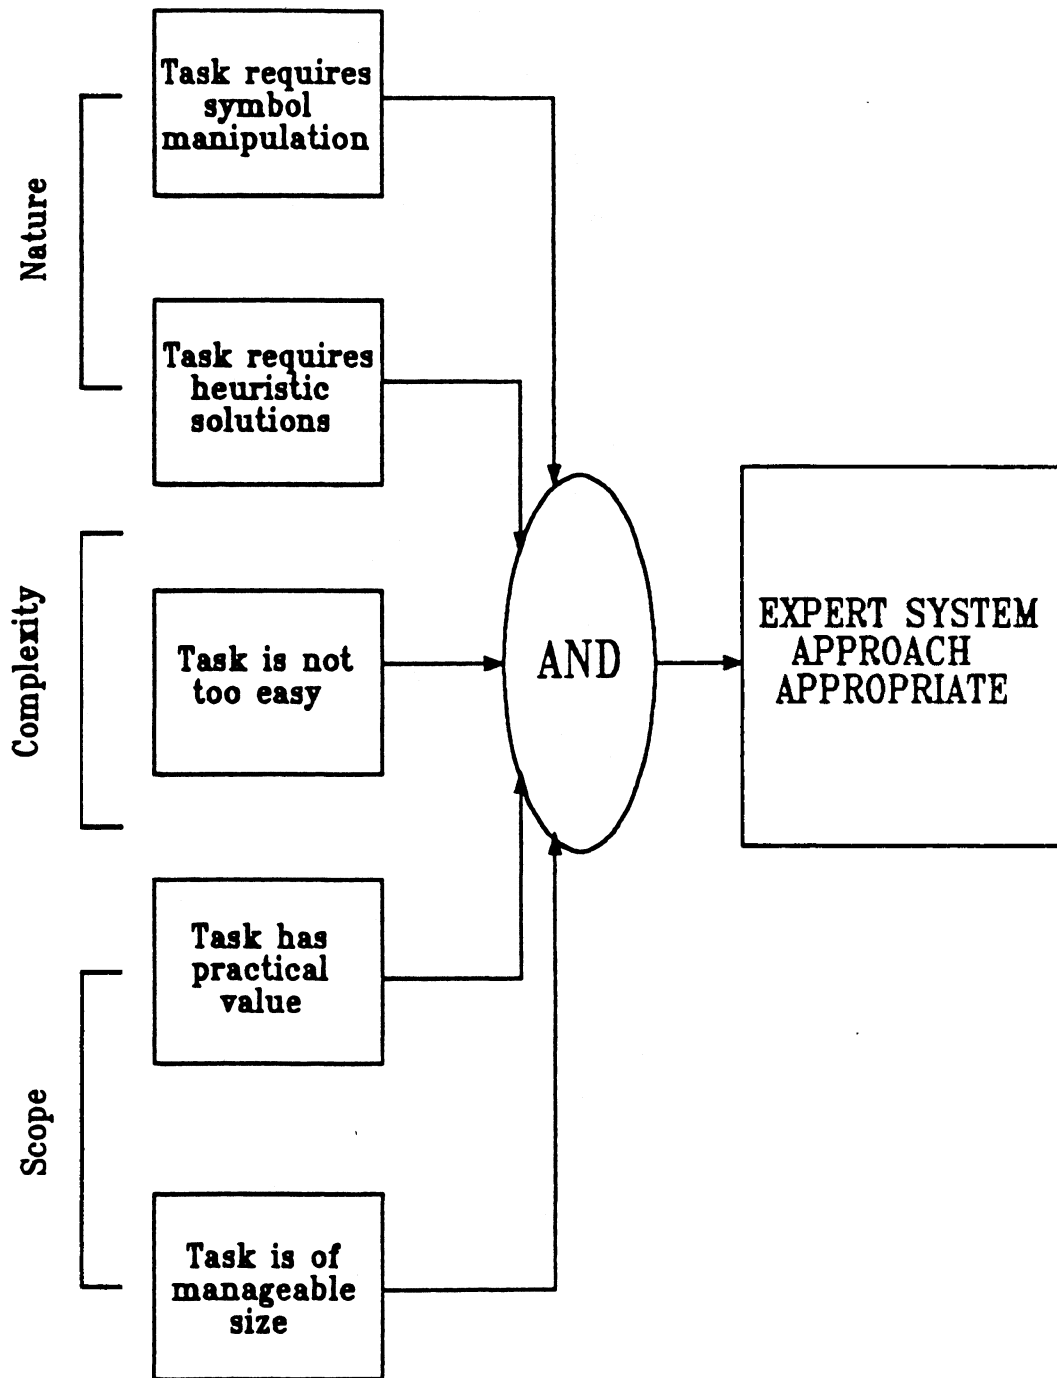 Nature
Task requires
symbol
manipulation
Task requires
heuristic
solutions
Complexity
Task is not
too easy
Scope
Task has
practical
value
Task is of
manageable
size
AND
EXPERT SYSTEM
APPROACH
APPROPRIATE